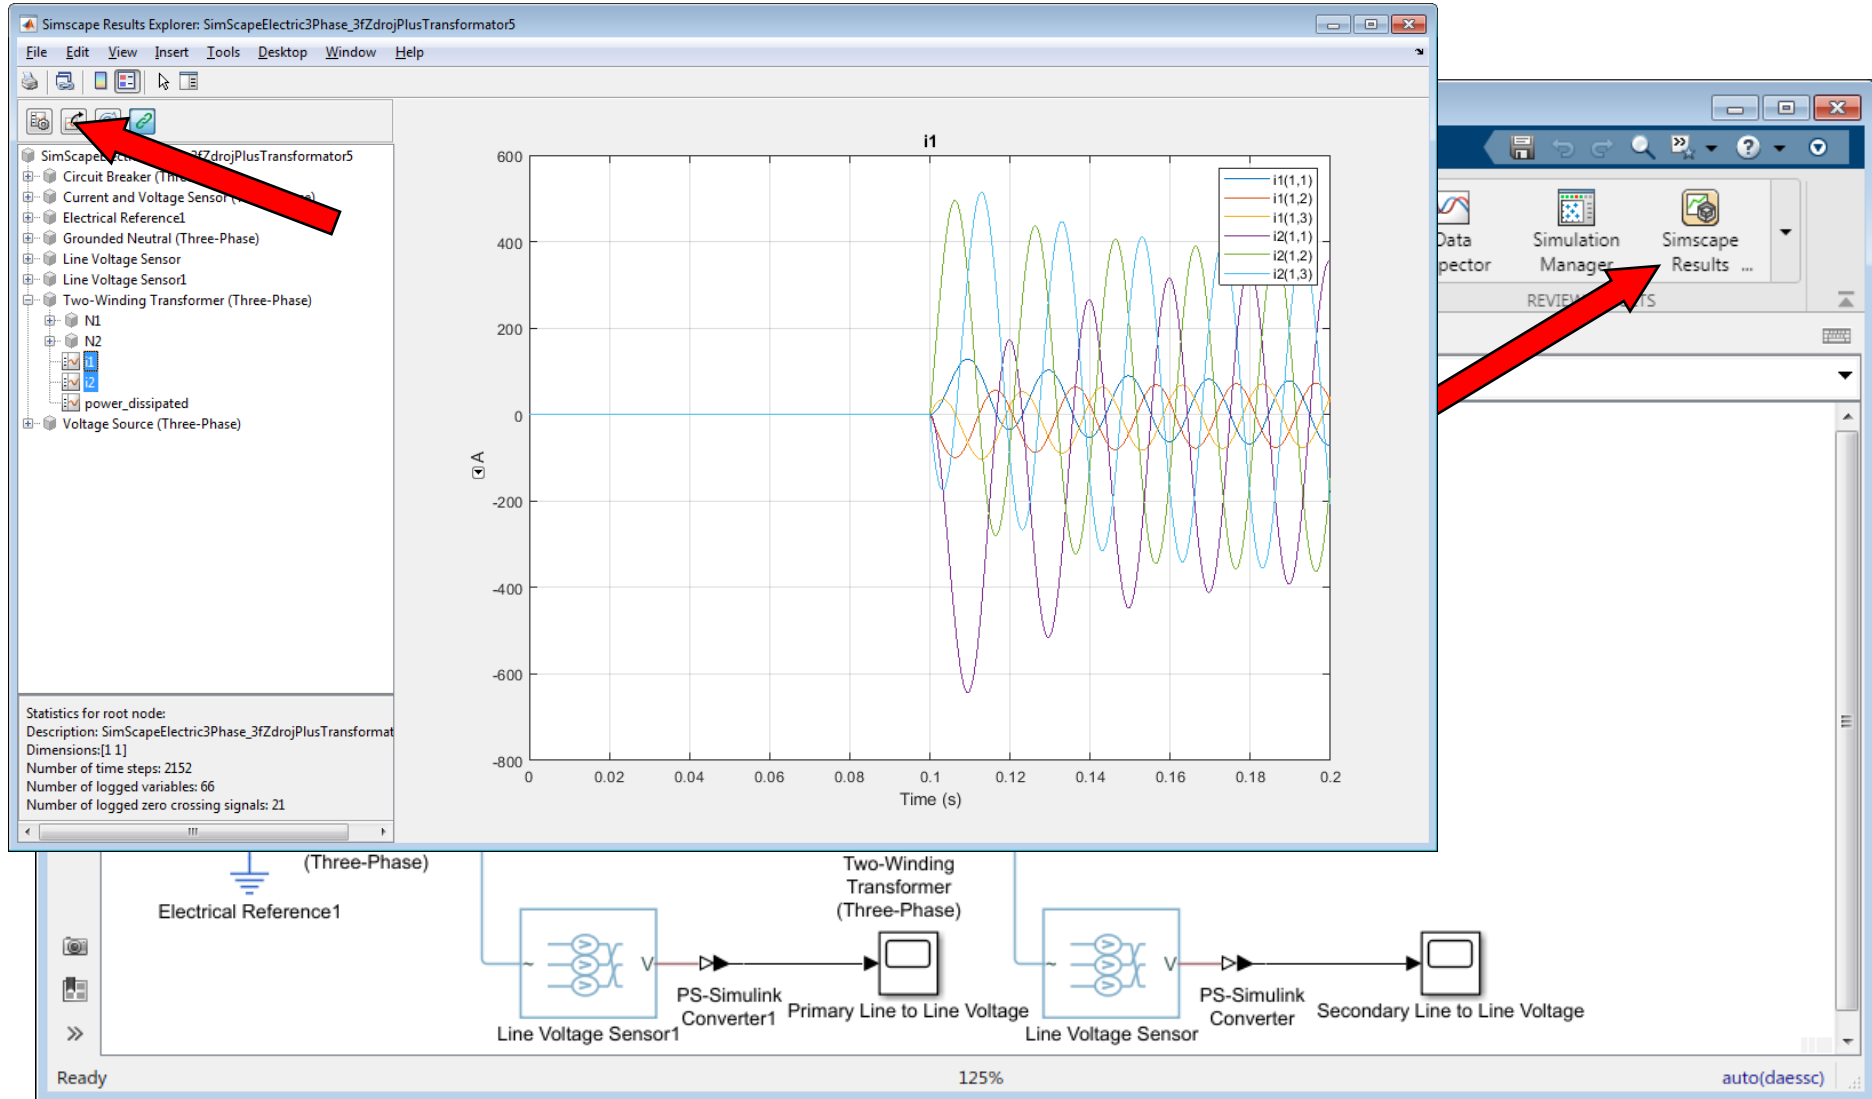 Simscape Results Explorer: SimScapeElectric3Phase_3fZdrojPlusTransformator5
File Edit View Insert Tools Desktop Window Help
3fZdrojPlusTransformator5
Circuit Breaker
Current and Voltage Sensor
Electrical Reference1
Grounded Neutral (Three-Phase)
Line Voltage Sensor
Line Voltage Sensor1
Two-Winding Transformer (Three-Phase)
N1
N2
i1
i2
power_dissipated
Voltage Source (Three-Phase)
Statistics for root node:
Description: SimScapeElectric3Phase_3fZdrojPlusTransformat
Dimensions:[1 1]
Number of time steps: 2152
Number of logged variables: 66
Number of logged zero crossing signals: 21
i1
600
400
200
0
-200
-400
-600
-800
A
0 0.02 0.04 0.06 0.08 0.1 0.12 0.14 0.16 0.18 0.2
Time (s)
i1(1,1)
i1(1,2)
i1(1,3)
i2(1,1)
i2(1,2)
i2(1,3)
Data
pector
Simulation
Manager
Simscape
Results ...
(Three-Phase)
Electrical Reference1
Two-Winding
Transformer
(Three-Phase)
V
V
PS-Simulink
Converter1
Primary Line to Line Voltage
PS-Simulink
Converter
Secondary Line to Line Voltage
Line Voltage Sensor1
Line Voltage Sensor
Ready
125%
auto(daessc)